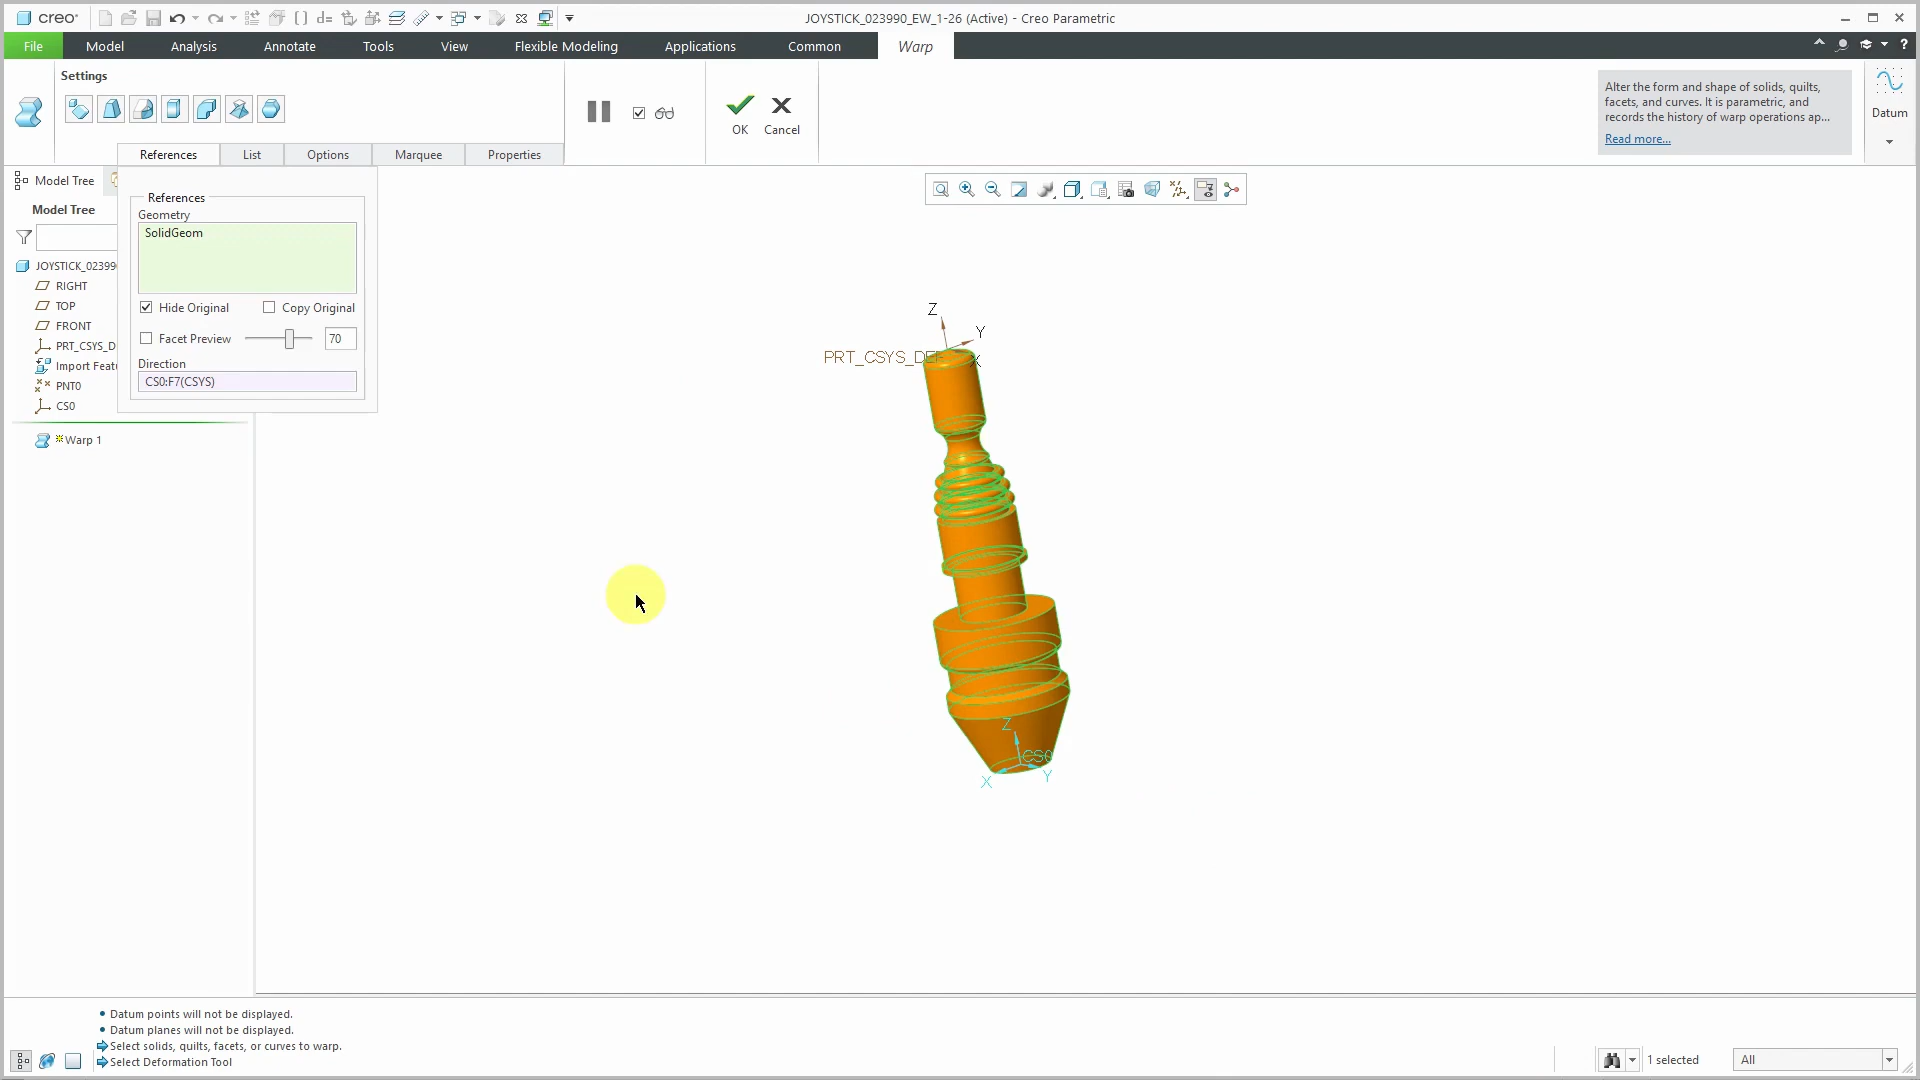 creo
JOYSTICK_023990_EW_1-26 (Active) - Creo Parametric
File Model Analysis Annotate Tools View Flexible Modeling Applications Common Warp
Settings
OK
Cancel
Alter the form and shape of solids, quilts,
facets, and curves. It is parametric, and
records the history of warp operations ap...
Read more...
Datum
References List Options Marquee Properties
Model Tree
Model Tree
JOYSTICK_02399
RIGHT
TOP
FRONT
PRT_CSYS_D
Import Featu
PNT0
CS0
Warp 1
References
Geometry
SolidGeom
Hide Original
Copy Original
Facet Preview
70
Direction
CS0:F7(CSYS)
Z
Y
PRT_CSYS_DEF
X
Z
CS0
X
Y
Datum points will not be displayed.
Datum planes will not be displayed.
Select solids, quilts, facets, or curves to warp.
Select Deformation Tool
1 selected
All